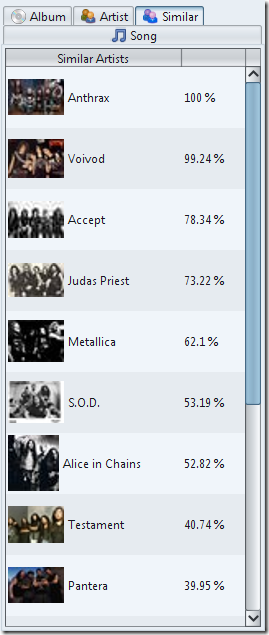 Album Artist Similar
Song
Similar Artists
Anthrax 100 %
Voivod 99.24 %
Accept 78.34 %
Judas Priest 73.22 %
Metallica 62.1 %
S.O.D. 53.19 %
Alice in Chains 52.82 %
Testament 40.74 %
Pantera 39.95 %